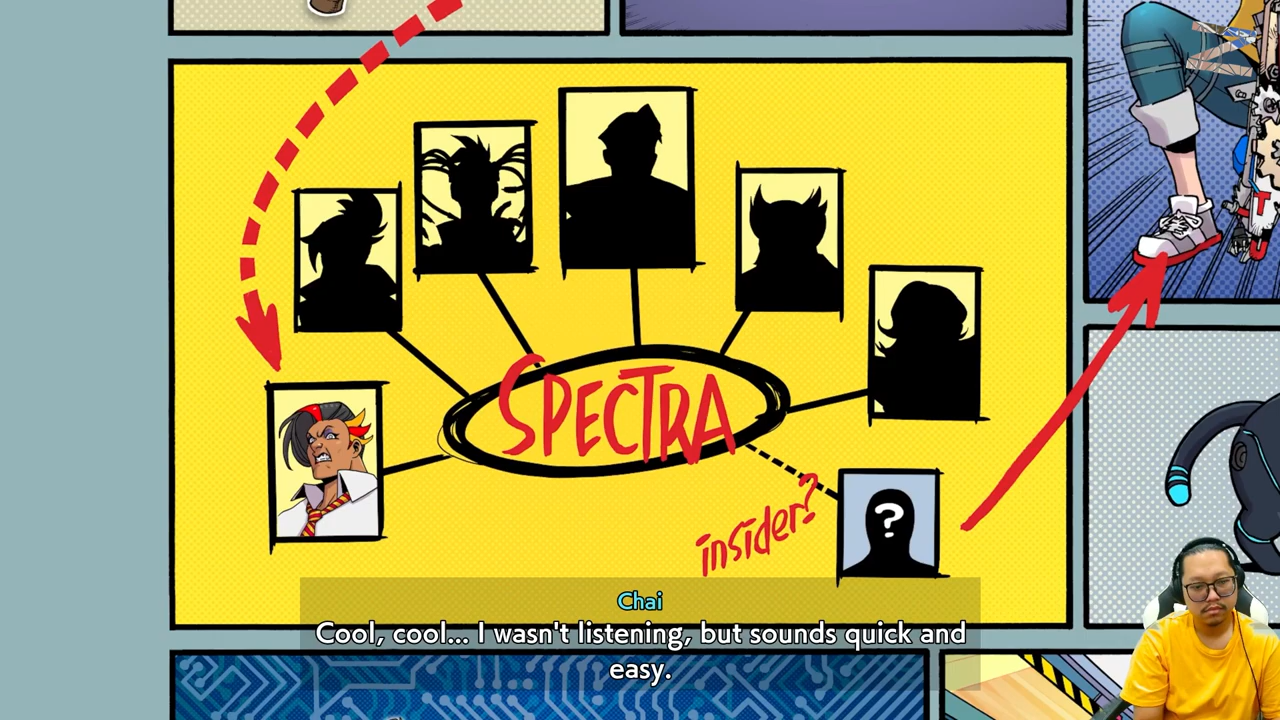 SPECTRA
?
insider?
Chai
Cool, cool... I wasn't listening, but sounds quick and
easy.